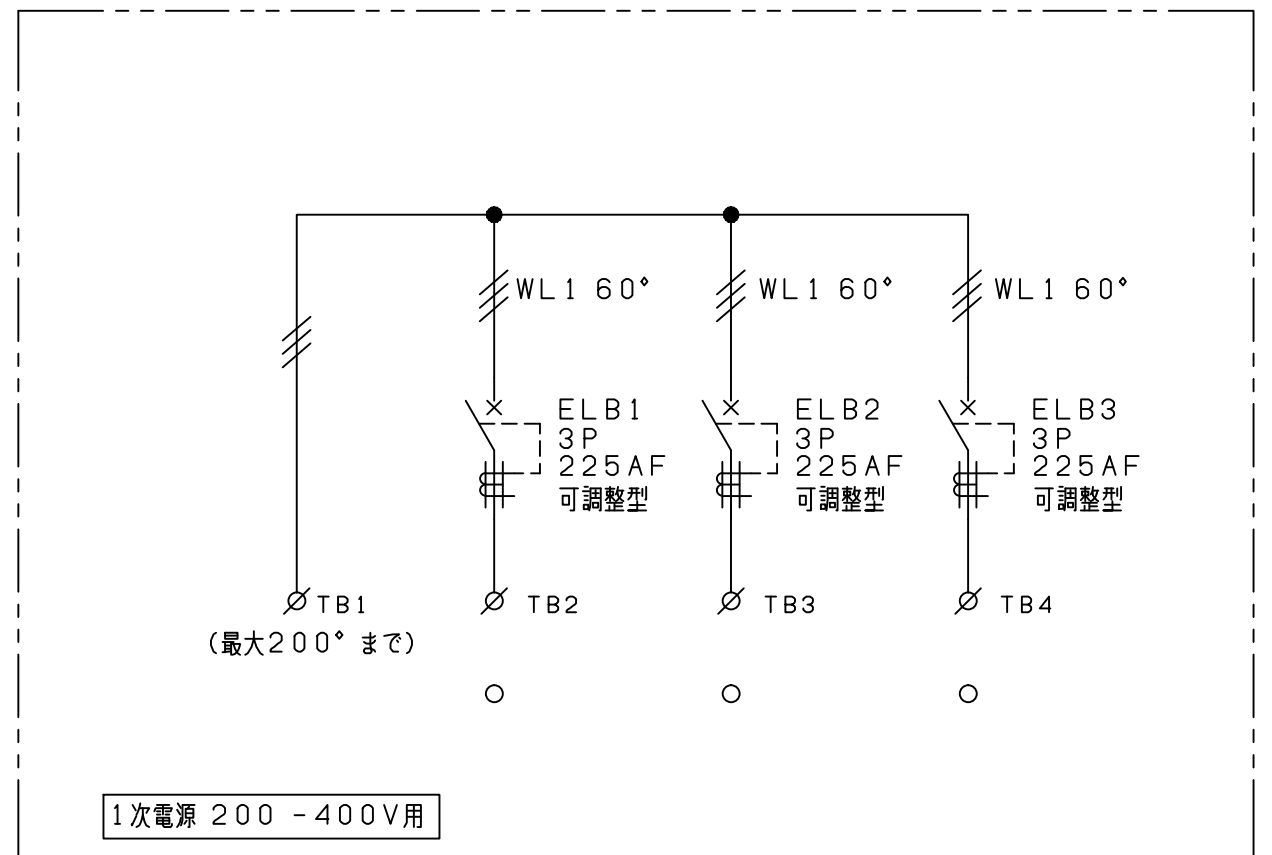 WL1 60°
WL1 60°
WL1 60°
ELB1
3P
225AF
可調整型
ELB2
3P
225AF
可調整型
ELB3
3P
225AF
可調整型
TB1
(最大200° まで)
TB2
TB3
TB4
1次電源 200 -400V用